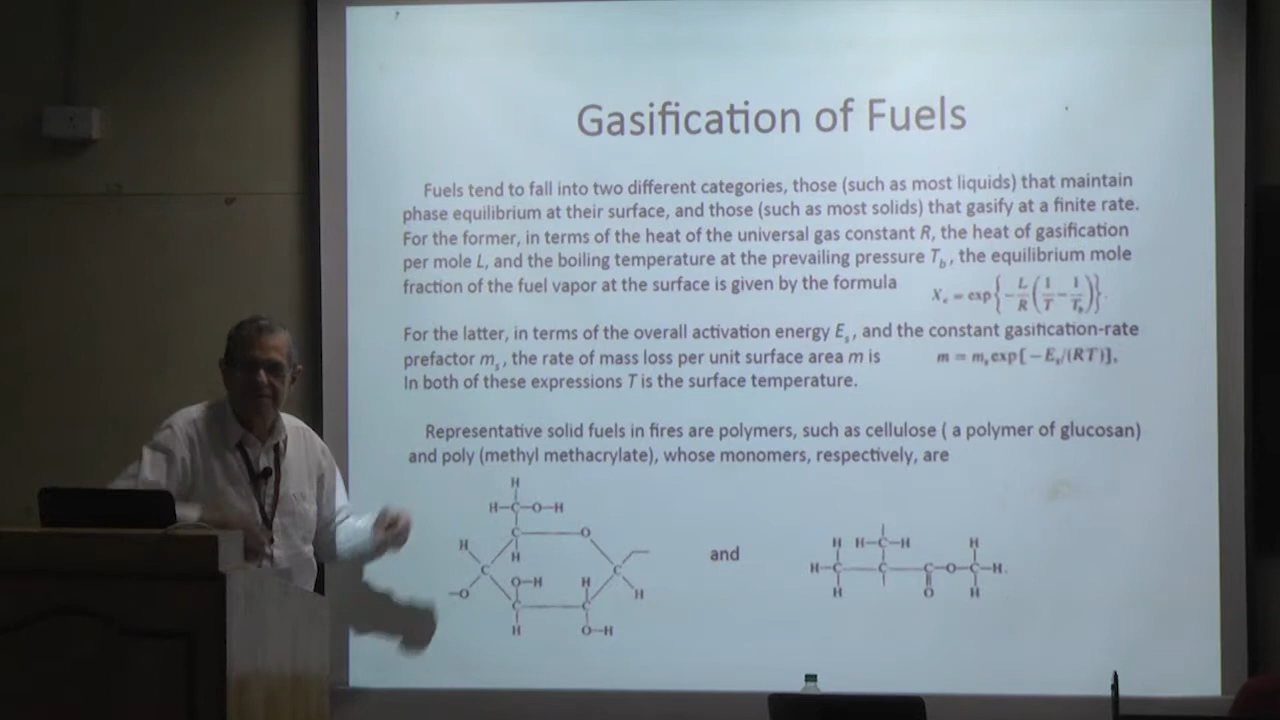 Gasification of Fuels
Fuels tend to fall into two different categories, those (such as most liquids) that maintain
phase equilibrium at their surface, and those (such as most solids) that gasify at a finite rate.
For the former, in terms of the heat of the universal gas constant R, the heat of gasification
per mole L, and the boiling temperature at the prevailing pressure T_b, the equilibrium mole
fraction of the fuel vapor at the surface is given by the formula X_e = exp{-L/R(1/T - 1/T_b)}.
For the latter, in terms of the overall activation energy E_s, and the constant gasification-rate
prefactor m_s, the rate of mass loss per unit surface area m is m = m_s exp[-E_s/(RT)],
In both of these expressions T is the surface temperature.
Representative solid fuels in fires are polymers, such as cellulose ( a polymer of glucosan)
and poly (methyl methacrylate), whose monomers, respectively, are
H
H-C-O-H
C O
H H
C C
O-H H
-O H
C C
H O-H
and
H H-C-H H
H-C C C-O-C-H.
H O H